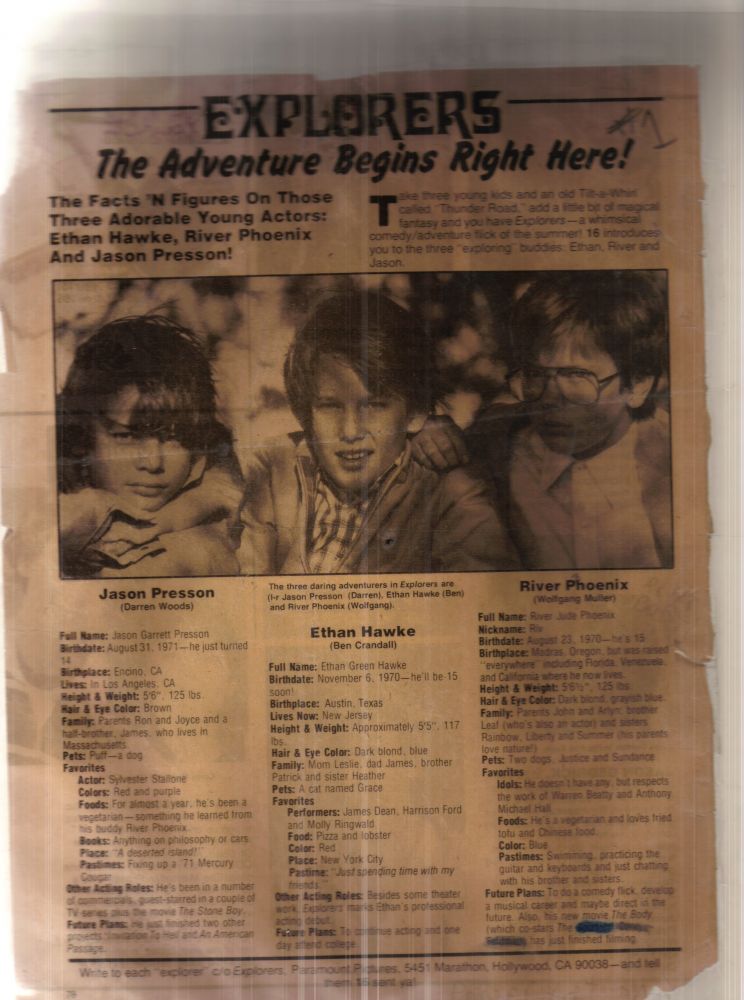 EXPLORERS
#1
The Adventure Begins Right Here!
The Facts 'N Figures On Those
Three Adorable Young Actors:
Ethan Hawke, River Phoenix
And Jason Presson!
Take three young kids and an old Tilt-a-Whirl
called "Thunder Road," add a little bit of magical
fantasy and you have Explorers—a whimsical
comedy/adventure flick of the summer! 16 introduces
you to the three "exploring" buddies: Ethan, River and
Jason.
Jason Presson
(Darren Woods)
Full Name: Jason Garrett Presson
Birthdate: August 31, 1971—he just turned
14
Birthplace: Encino, CA
Lives: In Los Angeles, CA
Height & Weight: 5'6", 125 lbs.
Hair & Eye Color: Brown
Family: Parents Ron and Joyce and a
half-brother, James, who lives in
Massachusetts
Pets: Puff—a dog
Favorites
Actor: Sylvester Stallone
Colors: Red and purple
Foods: For almost a year, he's been a
vegetarian—something he learned from
his buddy River Phoenix.
Books: Anything on philosophy or cars.
Place: "A deserted island!"
Pastimes: Fixing up a '71 Mercury
Cougar
Other Acting Roles: He's been in a number
of commercials, guest-starred in a couple of
TV series plus the movie The Stone Boy.
Future Plans: He just finished two other
projects: Invitation To Hell and An American
Passage.
The three daring adventurers in Explorers are
(l-r Jason Presson (Darren), Ethan Hawke (Ben)
and River Phoenix (Wolfgang).
Ethan Hawke
(Ben Crandall)
Full Name: Ethan Green Hawke
Birthdate: November 6, 1970—he'll be 15
soon!
Birthplace: Austin, Texas
Lives Now: New Jersey
Height & Weight: Approximately 5'5", 117
lbs.
Hair & Eye Color: Dark blond, blue
Family: Mom Leslie, dad James, brother
Patrick and sister Heather
Pets: A cat named Grace
Favorites
Performers: James Dean, Harrison Ford
and Molly Ringwald
Food: Pizza and lobster
Color: Red
Place: New York City
Pastime: "Just spending time with my
friends."
Other Acting Roles: Besides some theater
work, Explorers marks Ethan's professional
acting debut.
Future Plans: To continue acting and one
day attend college.
River Phoenix
(Wolfgang Muller)
Full Name: River Jude Phoenix
Nickname: Riv
Birthdate: August 23, 1970—he's 15
Birthplace: Madras, Oregon, but was raised
"everywhere" including Florida, Venezuela,
and California where he now lives.
Height & Weight: 5'6½", 125 lbs.
Hair & Eye Color: Dark blond, grayish blue
Family: Parents John and Arlyn; brother
Leaf (who's also an actor) and sisters
Rainbow, Liberty and Summer (his parents
love nature!)
Pets: Two dogs, Justice and Sundance
Favorites
Idols: He doesn't have any, but respects
the work of Warren Beatty and Anthony
Michael Hall.
Foods: He's a vegetarian and loves fried
tofu and Chinese food.
Color: Blue
Pastimes: Swimming, practicing the
guitar and keyboards and just chatting
with his brother and sisters.
Future Plans: To do a comedy flick, develop
a musical career and maybe direct in the
future. Also, his new movie The Body
(which co-stars The
Feldman) has just finished filming.
Write to each "explorer" c/o Explorers, Paramount Pictures, 5451 Marathon, Hollywood, CA 90038—and tell
them 16 sent ya!
78